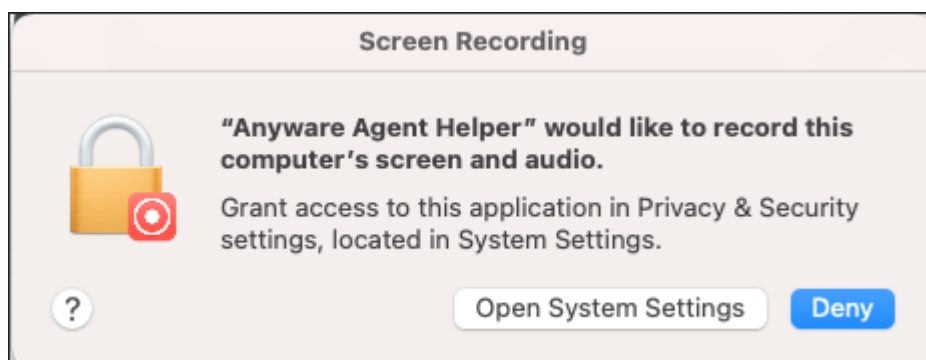 Screen Recording
“Anyware Agent Helper” would like to record this
computer’s screen and audio.
Grant access to this application in Privacy & Security
settings, located in System Settings.
?
Open System Settings
Deny